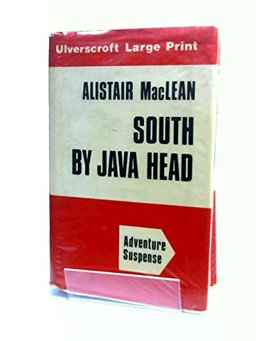 Ulverscroft Large Print
ALISTAIR MacLEAN
SOUTH
BY JAVA HEAD
Adventure
Suspense